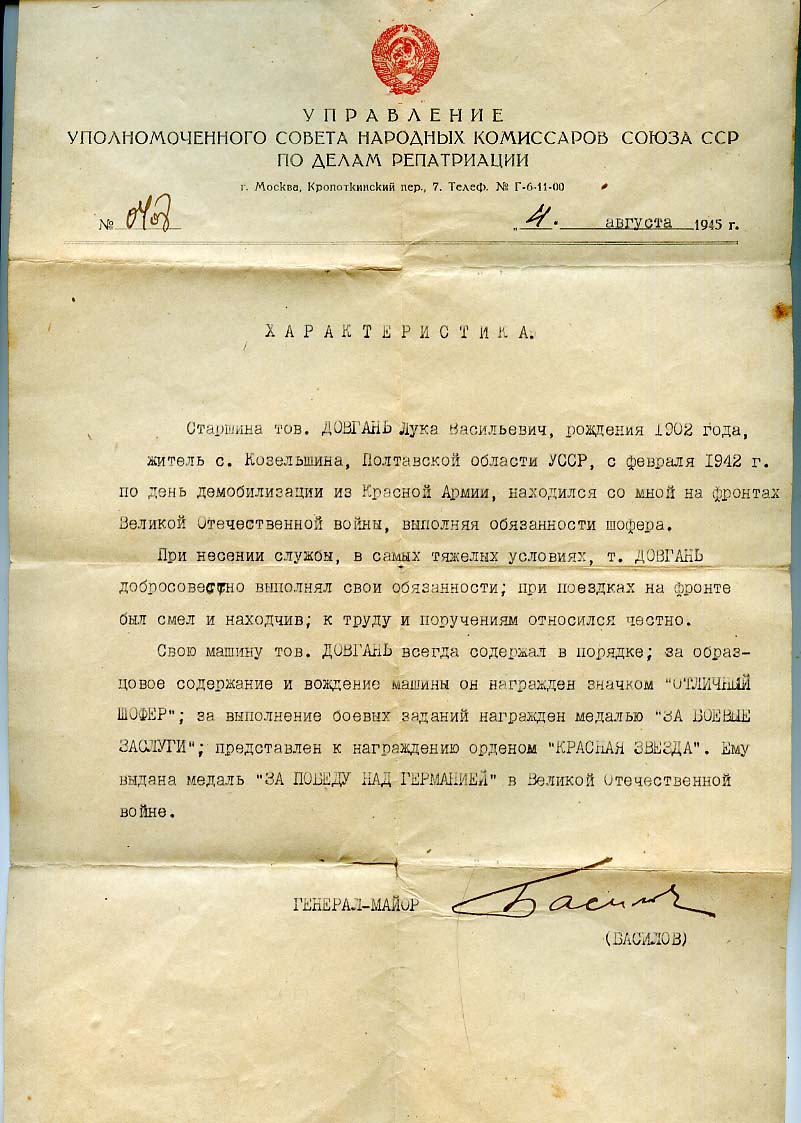 УПРАВЛЕНИЕ
УПОЛНОМОЧЕННОГО СОВЕТА НАРОДНЫХ КОМИССАРОВ СОЮЗА ССР
ПО ДЕЛАМ РЕПАТРИАЦИИ
г. Москва, Кропоткинский пер., 7. Телеф. № Г-6-11-00
№
„4. августа 1945 г.
ХАРАКТЕРИСТИКА.
Старшина тов. ДОВГАНЬ Лука Васильевич, рождения 1902 года,
житель с. Козельшина, Полтавской области УССР, с февраля 1942 г.
по день демобилизации из Красной Армии, находился со мной на фронтах
Великой Отечественной войны, выполняя обязанности шофера.
При несении службы, в самых тяжелых условиях, т. ДОВГАНЬ
добросовестно выполнял свои обязанности; при поездках на фронте
был смел и находчив; к труду и поручениям относился честно.
Свою машину тов. ДОВГАНЬ всегда содержал в порядке; за образ-
цовое содержание и вождение машины он награжден значком "ОТЛИЧНЫЙ
ШОФЕР"; за выполнение боевых заданий награжден медалью "ЗА БОЕВЫЕ
ЗАСЛУГИ"; представлен к награждению орденом "КРАСНАЯ ЗВЕЗДА". Ему
выдана медаль "ЗА ПОБЕДУ НАД ГЕРМАНИЕЙ" в Великой Отечественной
войне.
ГЕНЕРАЛ-МАЙОР Басилов
(БАСИЛОВ)